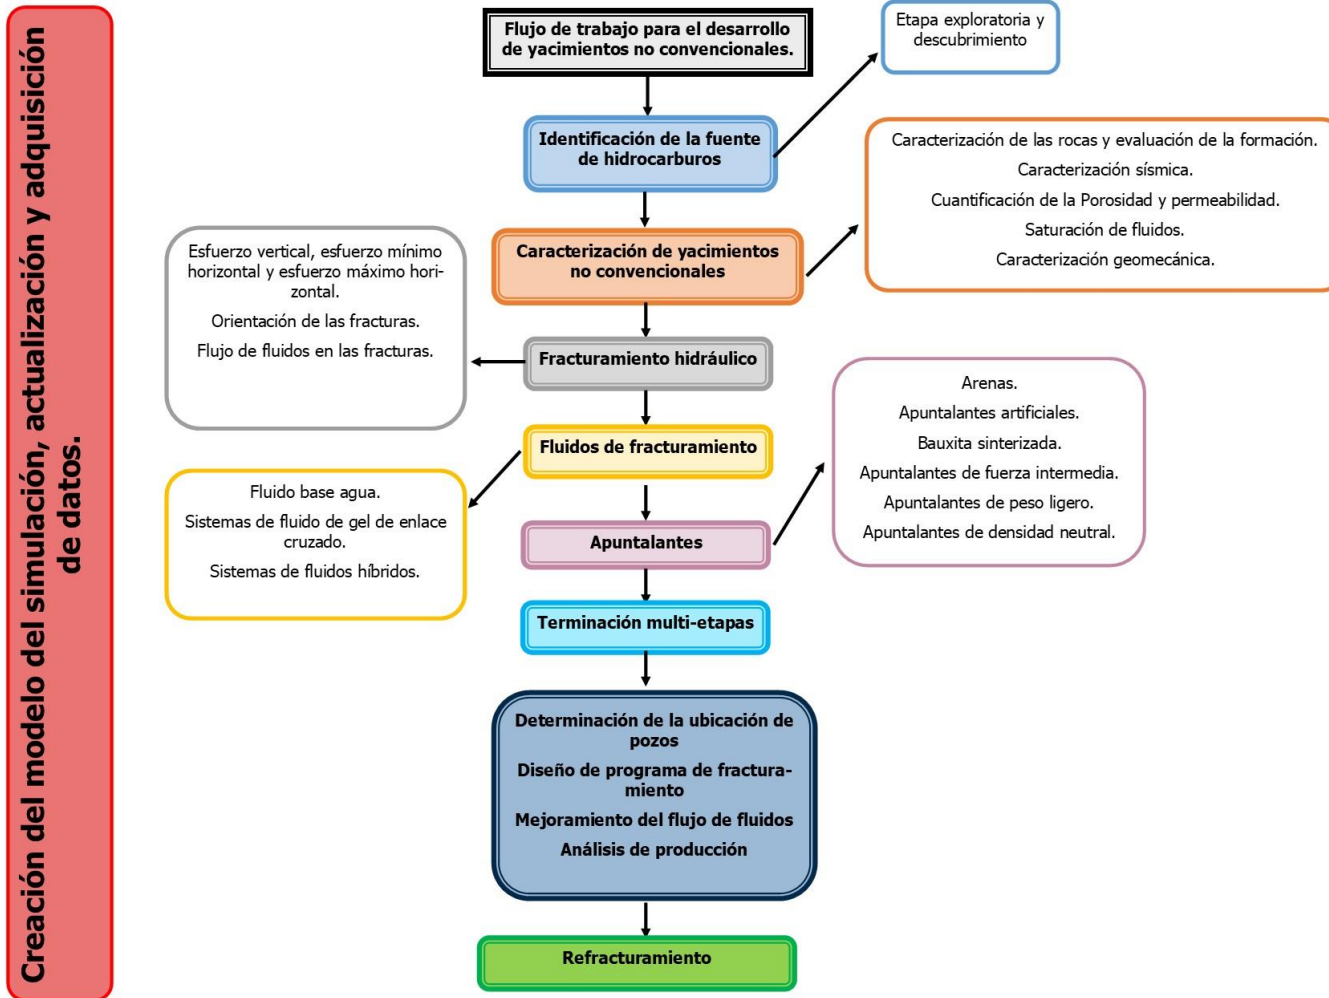 Creación del modelo del simulación, actualización y adquisición
de datos.
Flujo de trabajo para el desarrollo
de yacimientos no convencionales.
Etapa exploratoria y
descubrimiento
Identificación de la fuente
de hidrocarburos
Caracterización de las rocas y evaluación de la formación.
Caracterización sísmica.
Cuantificación de la Porosidad y permeabilidad.
Saturación de fluidos.
Caracterización geomecánica.
Caracterización de yacimientos
no convencionales
Esfuerzo vertical, esfuerzo mínimo
horizontal y esfuerzo máximo hori-
zontal.
Orientación de las fracturas.
Flujo de fluidos en las fracturas.
Fracturamiento hidráulico
Arenas.
Apuntalantes artificiales.
Bauxita sinterizada.
Apuntalantes de fuerza intermedia.
Apuntalantes de peso ligero.
Apuntalantes de densidad neutral.
Fluidos de fracturamiento
Fluido base agua.
Sistemas de fluido de gel de enlace
cruzado.
Sistemas de fluidos híbridos.
Apuntalantes
Terminación multi-etapas
Determinación de la ubicación de
pozos
Diseño de programa de fractura-
miento
Mejoramiento del flujo de fluidos
Análisis de producción
Refracturamiento